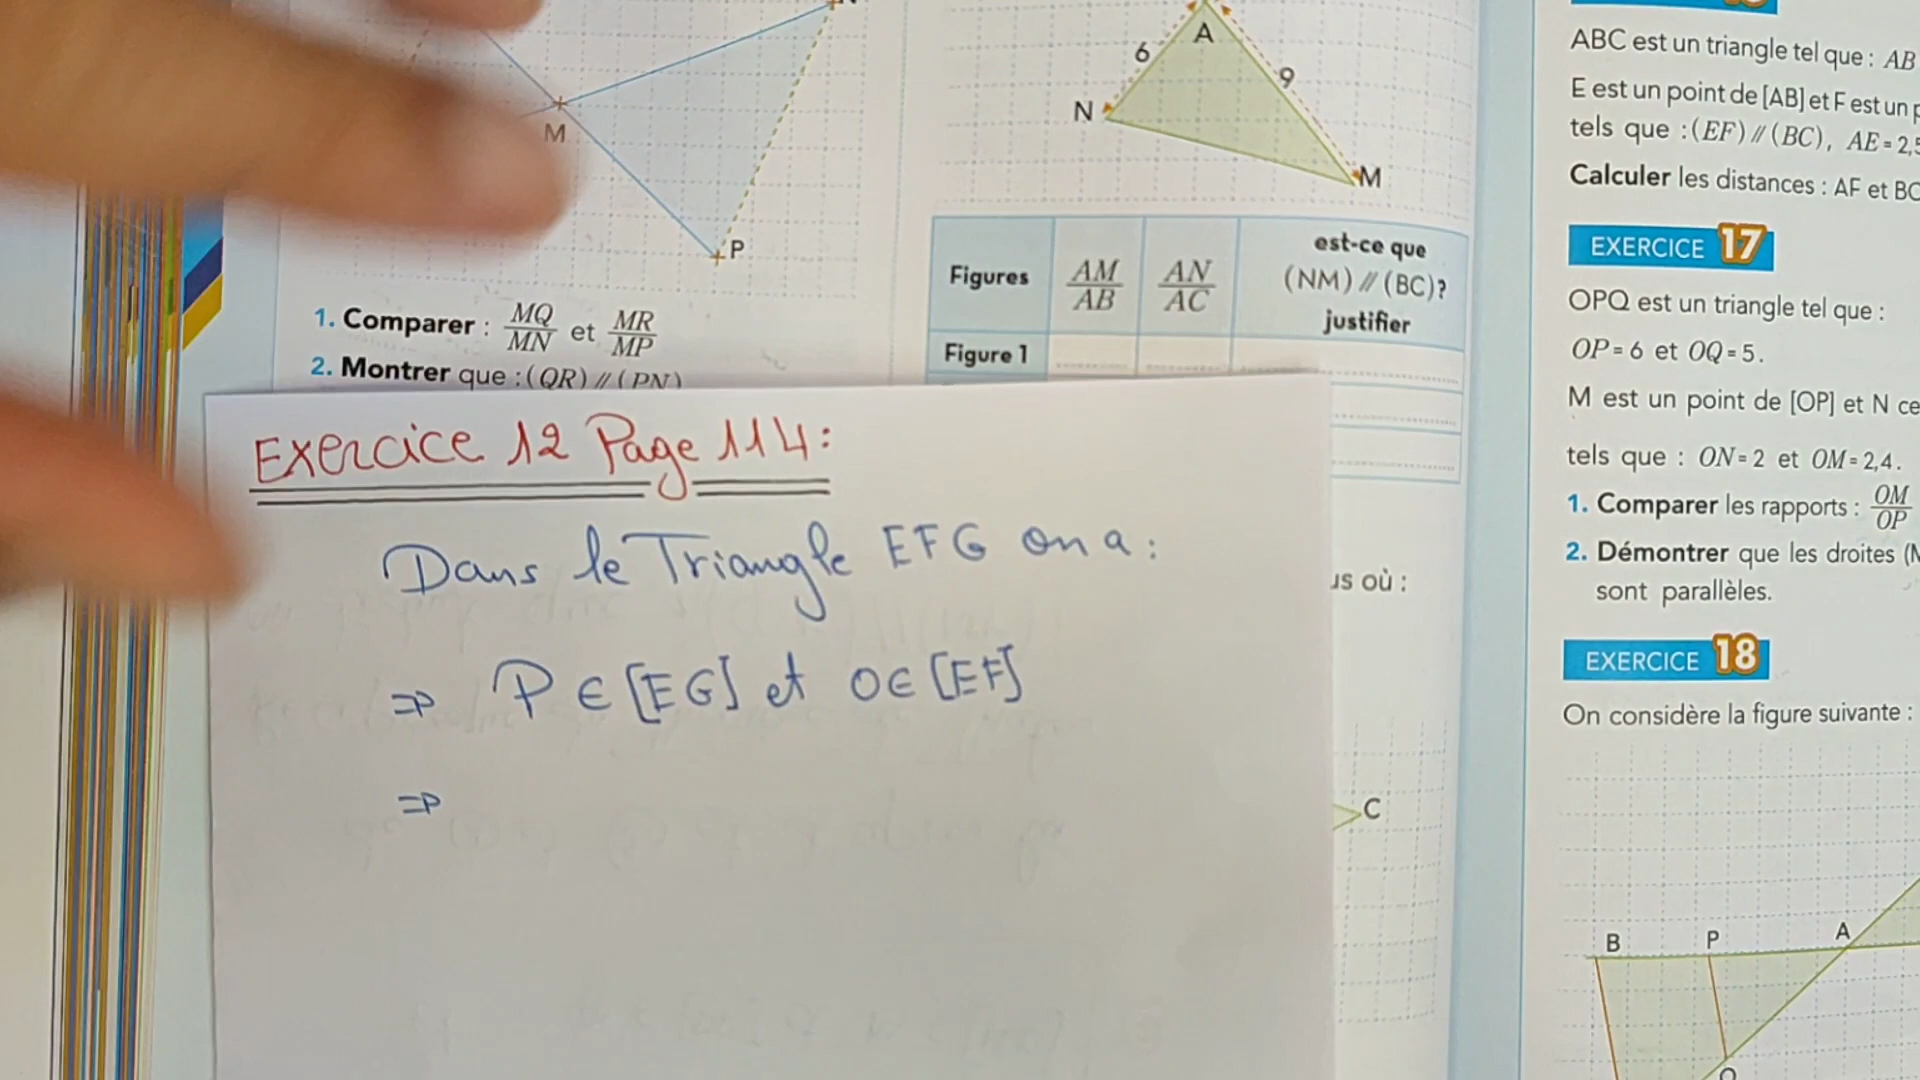 M
P
1. Comparer : MQ/MN et MR/MP
2. Montrer que : (QR) // (PN)
A
6
9
N
M
Figures
AM/AB
AN/AC
est-ce que
(NM) // (BC)?
justifier
Figure 1
Exercice 12 Page 114:
Dans le Triangle EFG on a :
⇒ P ∈ [EG] et O ∈ [EF]
⇒
us où :
C
ABC est un triangle tel que : AB
E est un point de [AB] et F est un p
tels que : (EF) // (BC), AE = 2,5
Calculer les distances : AF et BC
EXERCICE 17
OPQ est un triangle tel que :
OP = 6 et OQ = 5.
M est un point de [OP] et N ce
tels que : ON = 2 et OM = 2,4.
1. Comparer les rapports : OM/OP
2. Démontrer que les droites (M
sont parallèles.
EXERCICE 18
On considère la figure suivante :
B
P
A